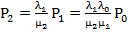 P₂ = λ₁/μ₂ P₁ = λ₁λ₀/μ₂μ₁ P₀